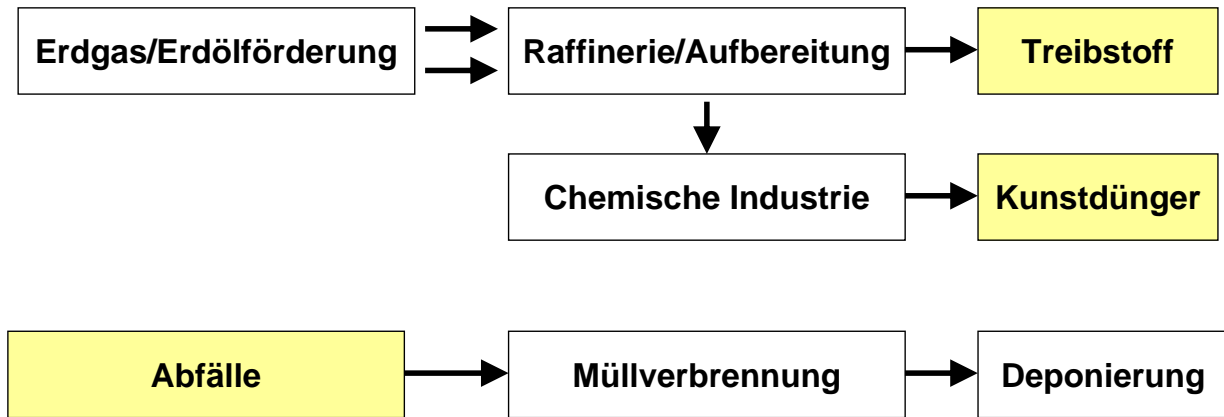 Erdgas/Erdölförderung
Raffinerie/Aufbereitung
Treibstoff
Chemische Industrie
Kunstdünger
Abfälle
Müllverbrennung
Deponierung